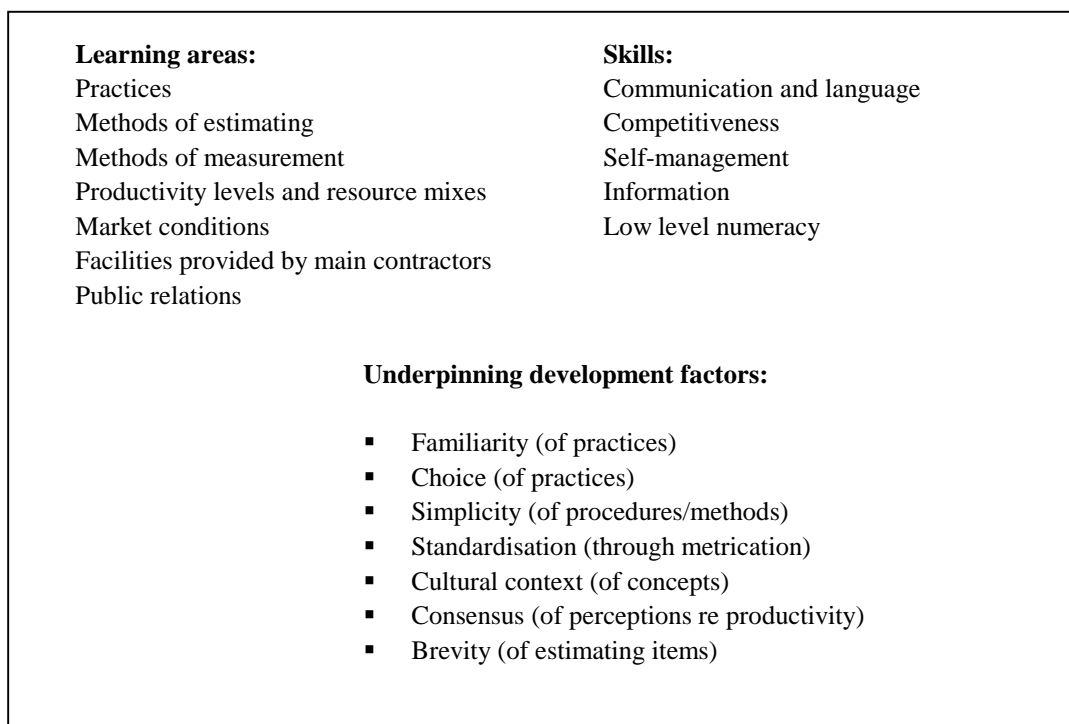 Learning areas:
Practices
Methods of estimating
Methods of measurement
Productivity levels and resource mixes
Market conditions
Facilities provided by main contractors
Public relations
Skills:
Communication and language
Competitiveness
Self-management
Information
Low level numeracy
Underpinning development factors:
▪ Familiarity (of practices)
▪ Choice (of practices)
▪ Simplicity (of procedures/methods)
▪ Standardisation (through metrication)
▪ Cultural context (of concepts)
▪ Consensus (of perceptions re productivity)
▪ Brevity (of estimating items)